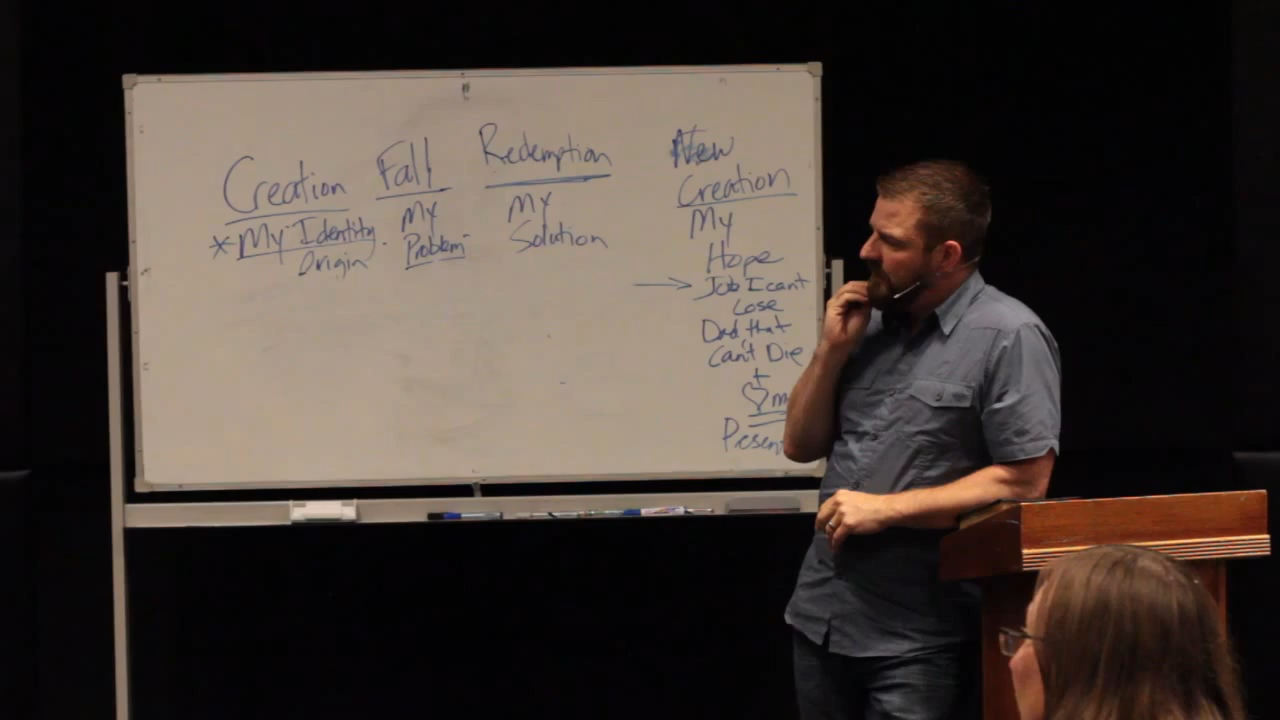 Creation
*My Identity
Origin
Fall
My
Problem
Redemption
My
Solution
New
Creation
My
Hope
→ Job I cant
Lose
Dad that
Can't Die
+
♡ m
Presen